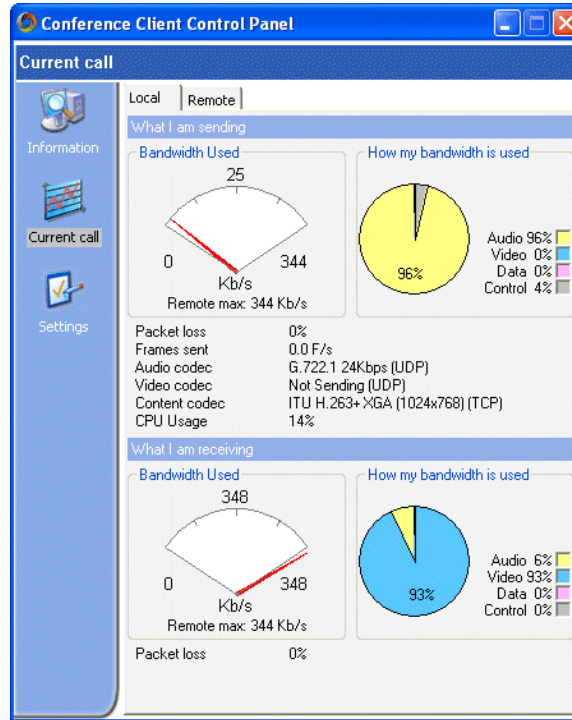 Conference Client Control Panel
Current call
Information
Current call
Settings
Local Remote
What I am sending
Bandwidth Used
25
0 344
Kb/s
Remote max: 344 Kb/s
How my bandwidth is used
96%
Audio 96%
Video 0%
Data 0%
Control 4%
Packet loss 0%
Frames sent 0.0 F/s
Audio codec G.722.1 24Kbps (UDP)
Video codec Not Sending (UDP)
Content codec ITU H.263+ XGA (1024x768) (TCP)
CPU Usage 14%
What I am receiving
Bandwidth Used
348
0 348
Kb/s
Remote max: 344 Kb/s
How my bandwidth is used
93%
Audio 6%
Video 93%
Data 0%
Control 0%
Packet loss 0%